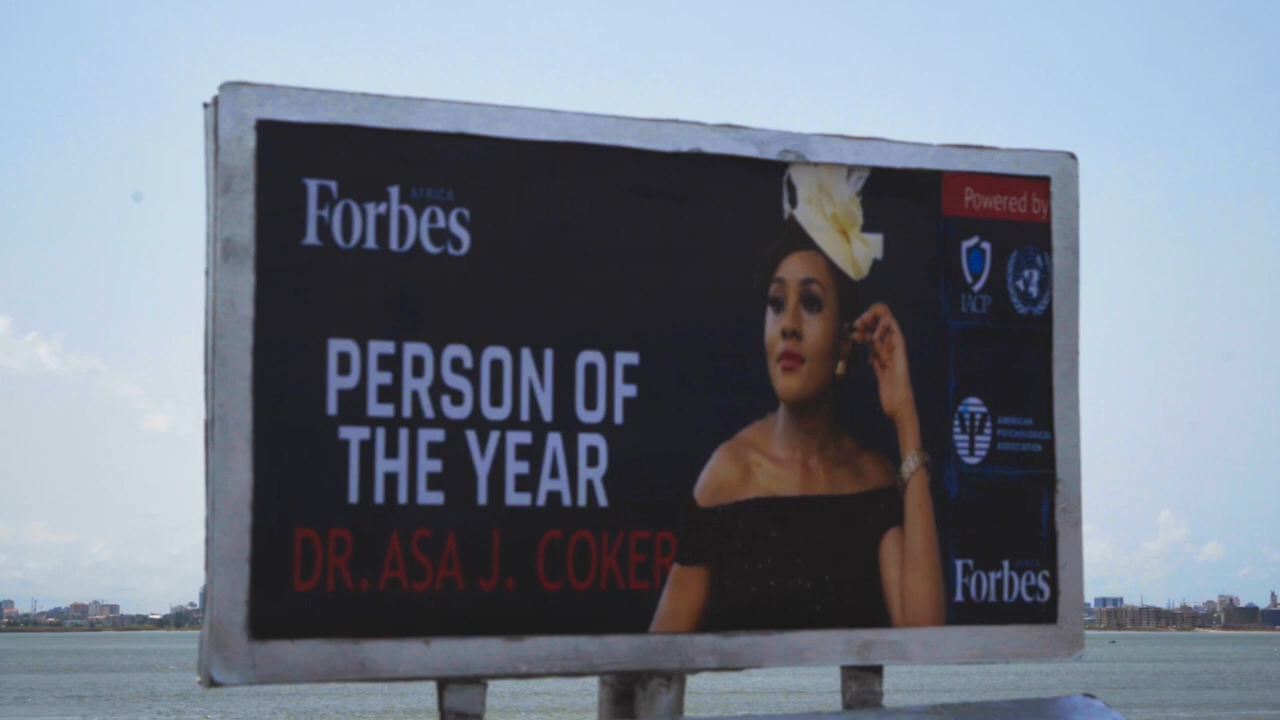 AFRICA
Forbes
PERSON OF
THE YEAR
DR. ASA J. COKER
Powered by
IACP
AMERICAN
PSYCHOLOGICAL
ASSOCIATION
Forbes